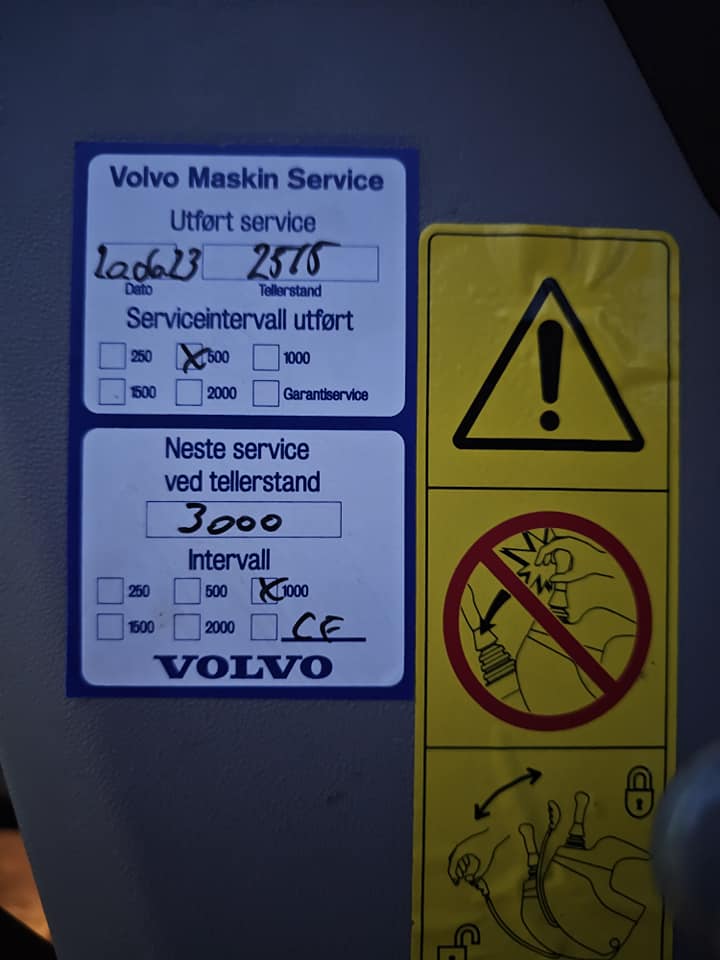 Volvo Maskin Service
Utført service
2575
Dato Tellerstand
Serviceintervall utført
250 X 500 1000
1500 2000 Garantiservice
Neste service
ved tellerstand
3000
Intervall
250 500 X 1000
1500 2000 CE
VOLVO